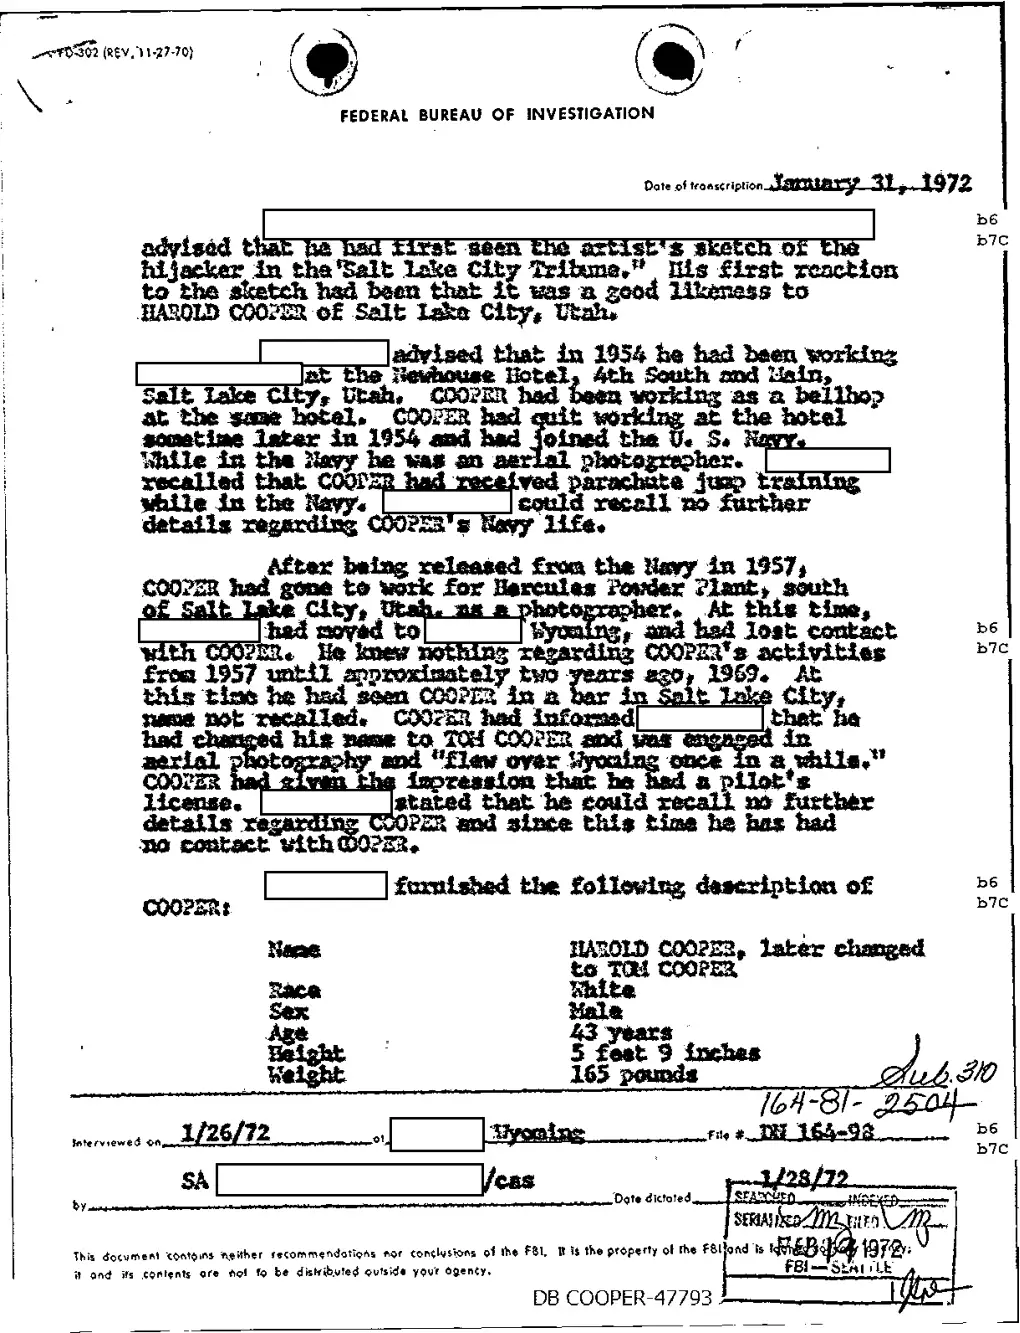 FD-302 (REV. 11-27-70)
FEDERAL BUREAU OF INVESTIGATION
Date of transcription January 31, 1972
b6
b7C
advised that he had first seen the artist's sketch of the
hijacker in the "Salt Lake City Tribune." His first reaction
to the sketch had been that it was a good likeness to
HAROLD COOPER of Salt Lake City, Utah.
advised that in 1954 he had been working
at the Newhouse Hotel, 4th South and Main,
Salt Lake City, Utah. COOPER had been working as a bellhop
at the same hotel. COOPER had quit working at the hotel
sometime later in 1954 and had joined the U. S. Navy.
While in the Navy he was an aerial photographer.
recalled that COOPER had received parachute jump training
while in the Navy. could recall no further
details regarding COOPER's Navy life.
After being released from the Navy in 1957,
COOPER had gone to work for Hercules Powder Plant, south
of Salt Lake City, Utah, as a photographer. At this time,
had moved to Wyoming, and had lost contact b6
with COOPER. He knew nothing regarding COOPER's activities b7C
from 1957 until approximately two years ago, 1969. At
this time he had seen COOPER in a bar in Salt Lake City,
name not recalled. COOPER had informed that he
had changed his name to TOM COOPER and was engaged in
aerial photography and "flew over Wyoming once in a while."
COOPER had given the impression that he had a pilot's
license. stated that he could recall no further
details regarding COOPER and since this time he has had
no contact with COOPER.
furnished the following description of b6
COOPER: b7C
Name HAROLD COOPER, later changed
to TOM COOPER
Race White
Sex Male
Age 43 years
Height 5 feet 9 inches
Weight 165 pounds
Sub. 310
164-81-2504
Interviewed on 1/26/72 at Wyoming File # DN 164-98 b6
b7C
SA /cas 1/28/72
by Date dictated
SEARCHED INDEXED
SERIALIZED FILED
This document contains neither recommendations nor conclusions of the FBI. It is the property of the FBI and is
it and its contents are not to be distributed outside your agency.
1972
FBI—SEATTLE
DB COOPER-47793